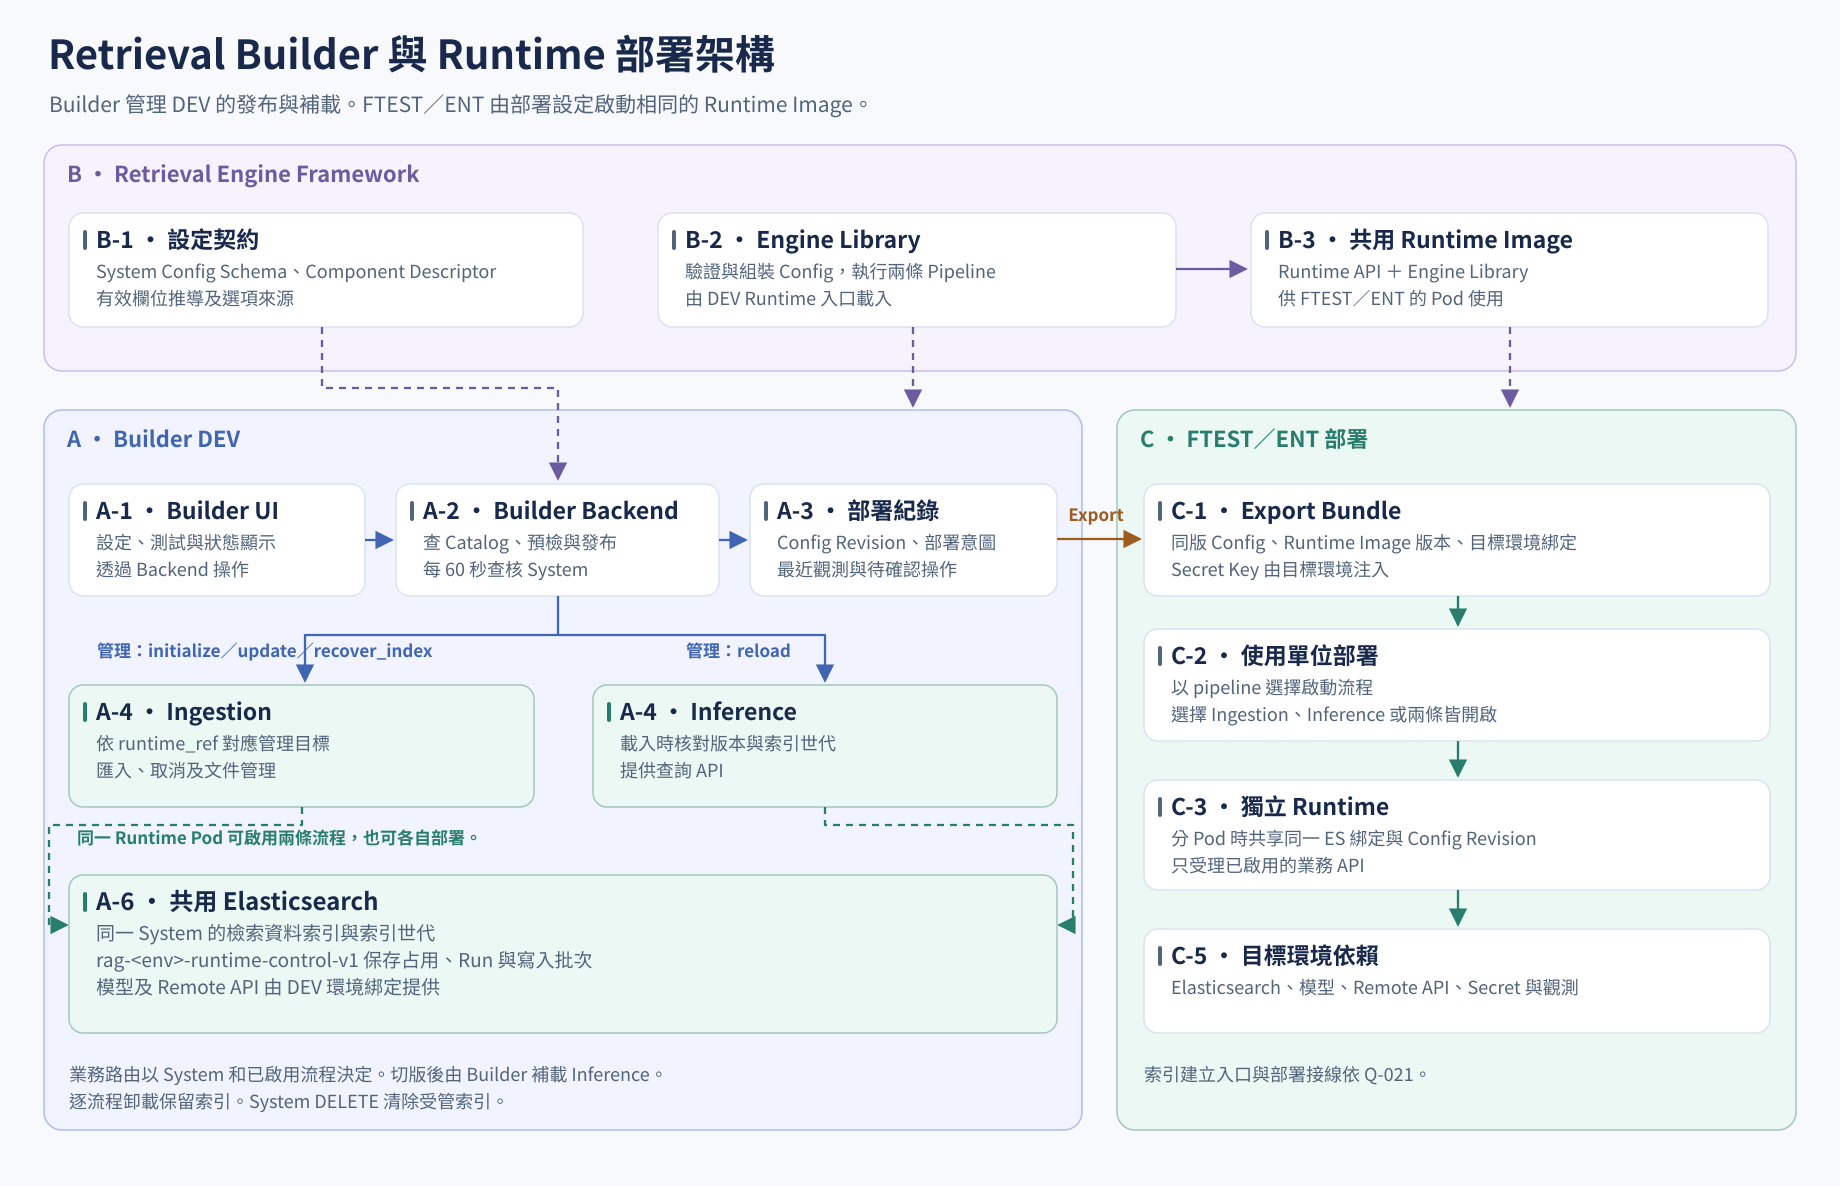 Retrieval Builder 與 Runtime 部署架構
Builder 管理 DEV 的發布與補載。FTEST／ENT 由部署設定啟動相同的 Runtime Image。
B・Retrieval Engine Framework
B-1・設定契約
System Config Schema、Component Descriptor
有效欄位推導及選項來源
B-2・Engine Library
驗證與組裝 Config，執行兩條 Pipeline
由 DEV Runtime 入口載入
B-3・共用 Runtime Image
Runtime API ＋ Engine Library
供 FTEST／ENT 的 Pod 使用
A・Builder DEV
A-1・Builder UI
設定、測試與狀態顯示
透過 Backend 操作
A-2・Builder Backend
查 Catalog、預檢與發布
每 60 秒查核 System
A-3・部署紀錄
Config Revision、部署意圖
最近觀測與待確認操作
Export
管理：initialize／update／recover_index
管理：reload
A-4・Ingestion
依 runtime_ref 對應管理目標
匯入、取消及文件管理
A-4・Inference
載入時核對版本與索引世代
提供查詢 API
同一 Runtime Pod 可啟用兩條流程，也可各自部署。
A-6・共用 Elasticsearch
同一 System 的檢索資料索引與索引世代
rag-<env>-runtime-control-v1 保存占用、Run 與寫入批次
模型及 Remote API 由 DEV 環境綁定提供
業務路由以 System 和已啟用流程決定。切版後由 Builder 補載 Inference。
逐流程卸載保留索引。System DELETE 清除受管索引。
C・FTEST／ENT 部署
C-1・Export Bundle
同版 Config、Runtime Image 版本、目標環境綁定
Secret Key 由目標環境注入
C-2・使用單位部署
以 pipeline 選擇啟動流程
選擇 Ingestion、Inference 或兩條皆開啟
C-3・獨立 Runtime
分 Pod 時共享同一 ES 綁定與 Config Revision
只受理已啟用的業務 API
C-5・目標環境依賴
Elasticsearch、模型、Remote API、Secret 與觀測
索引建立入口與部署接線依 Q-021。